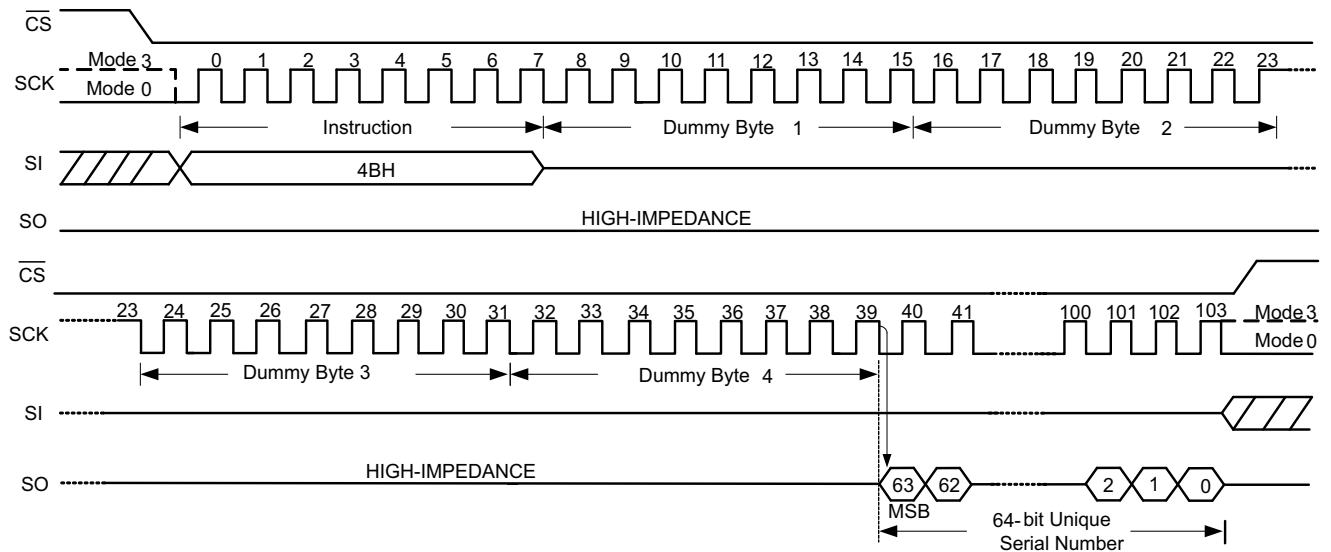 CS
Mode 3 0 1 2 3 4 5 6 7 8 9 10 11 12 13 14 15 16 17 18 19 20 21 22 23
SCK
Mode 0
Instruction Dummy Byte 1 Dummy Byte 2
SI 4BH
SO HIGH-IMPEDANCE
CS
23 24 25 26 27 28 29 30 31 32 33 34 35 36 37 38 39 40 41 100 101 102 103 Mode 3
SCK
Mode 0
Dummy Byte 3 Dummy Byte 4
SI
HIGH-IMPEDANCE
SO 63 62 2 1 0
MSB
64-bit Unique
Serial Number